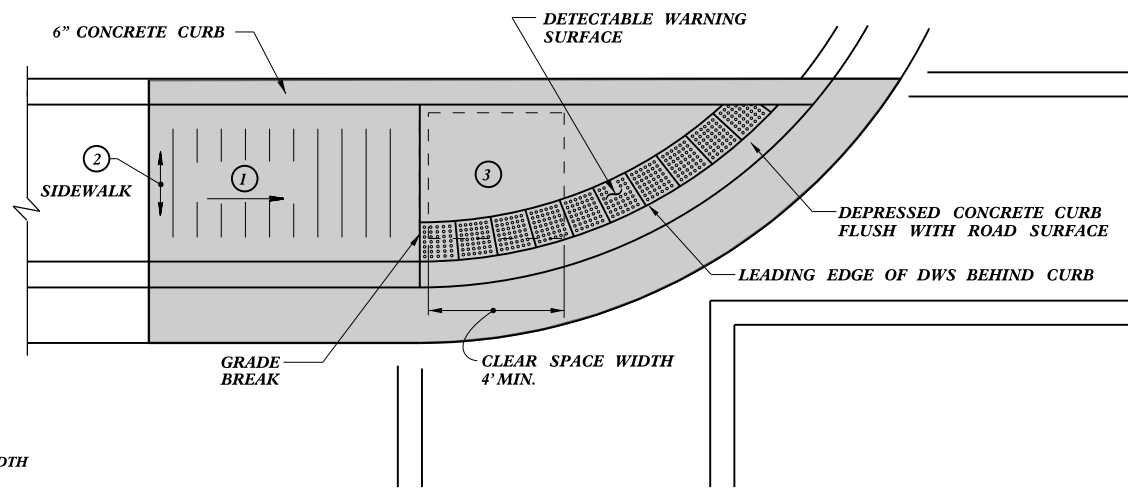 6” CONCRETE CURB
DETECTABLE WARNING
SURFACE
2
SIDEWALK
1
3
DEPRESSED CONCRETE CURB
FLUSH WITH ROAD SURFACE
LEADING EDGE OF DWS BEHIND CURB
GRADE
BREAK
CLEAR SPACE WIDTH
4’ MIN.